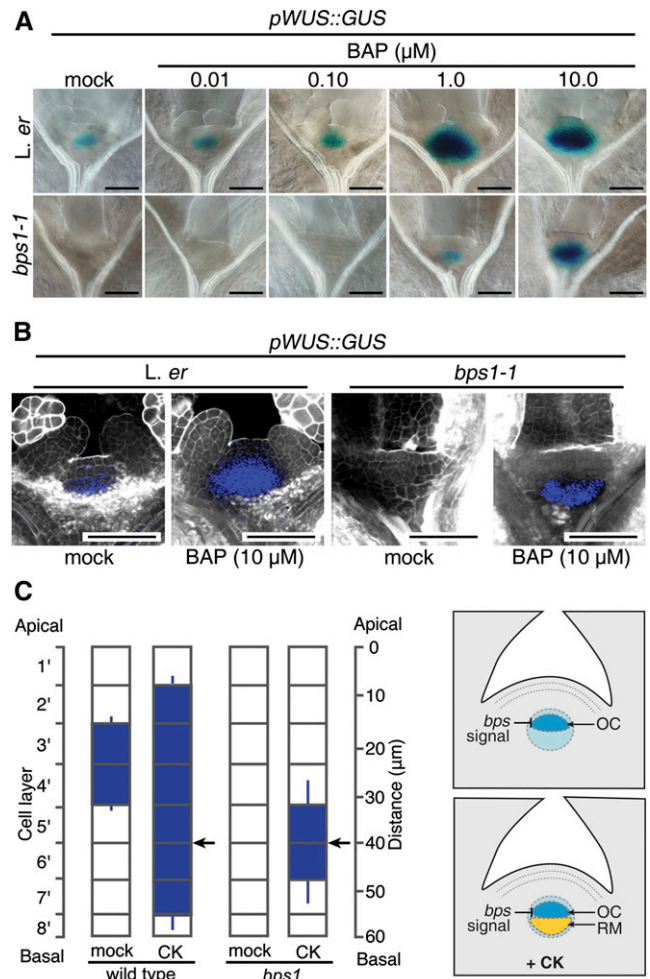 A
pWUS::GUS
BAP (µM)
mock 0.01 0.10 1.0 10.0
L. er
bps1-1
B
pWUS::GUS
L. er bps1-1
mock BAP (10 µM) mock BAP (10 µM)
C
Apical Apical
Cell layer
1'
2'
3'
4'
5'
6'
7'
8'
Basal
mock CK mock CK
wild type bps1
0
10
20
30
40
50
60
Distance (µm)
Basal
bps signal OC
bps signal OC
RM
+ CK